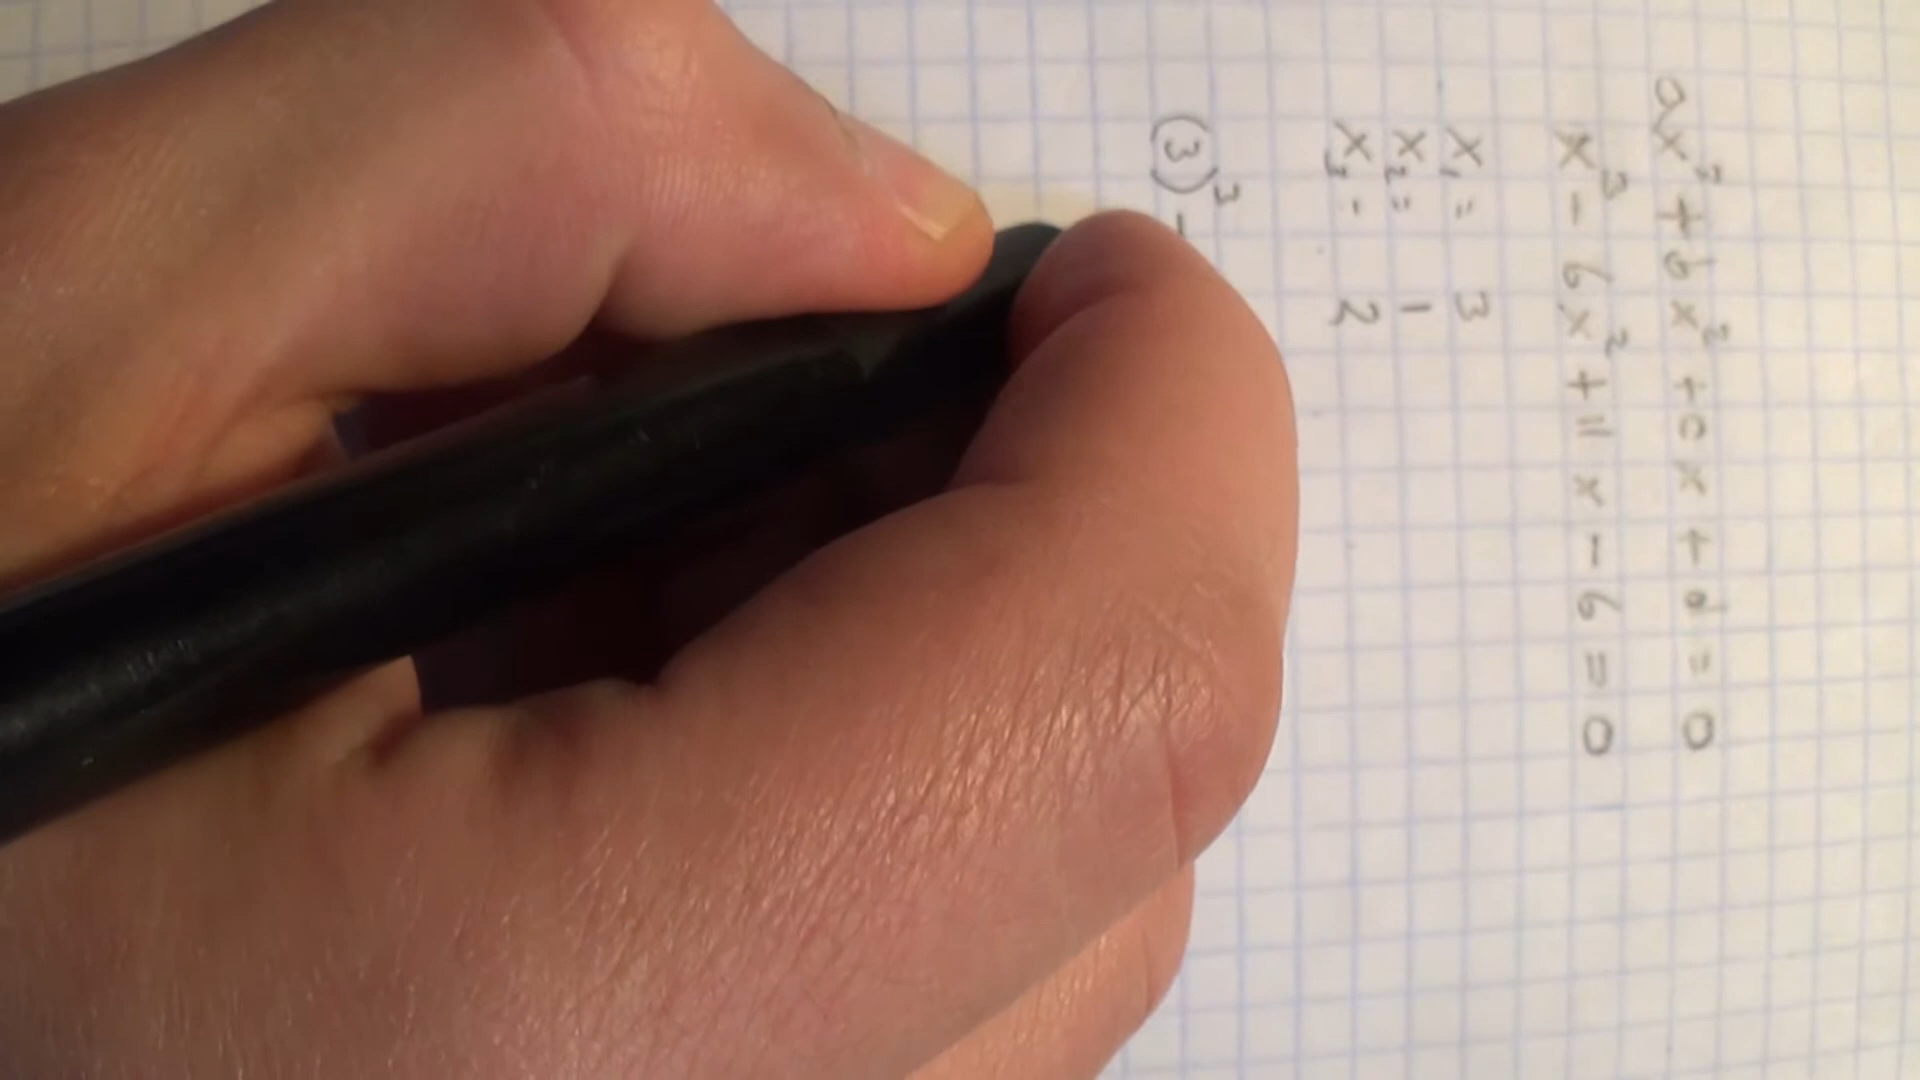 ax³ + bx² + cx + d = 0
x³ - 6x² + 11x - 6 = 0
x₁ = 3
x₂ = 1
x₃ - 2
(3)³ -